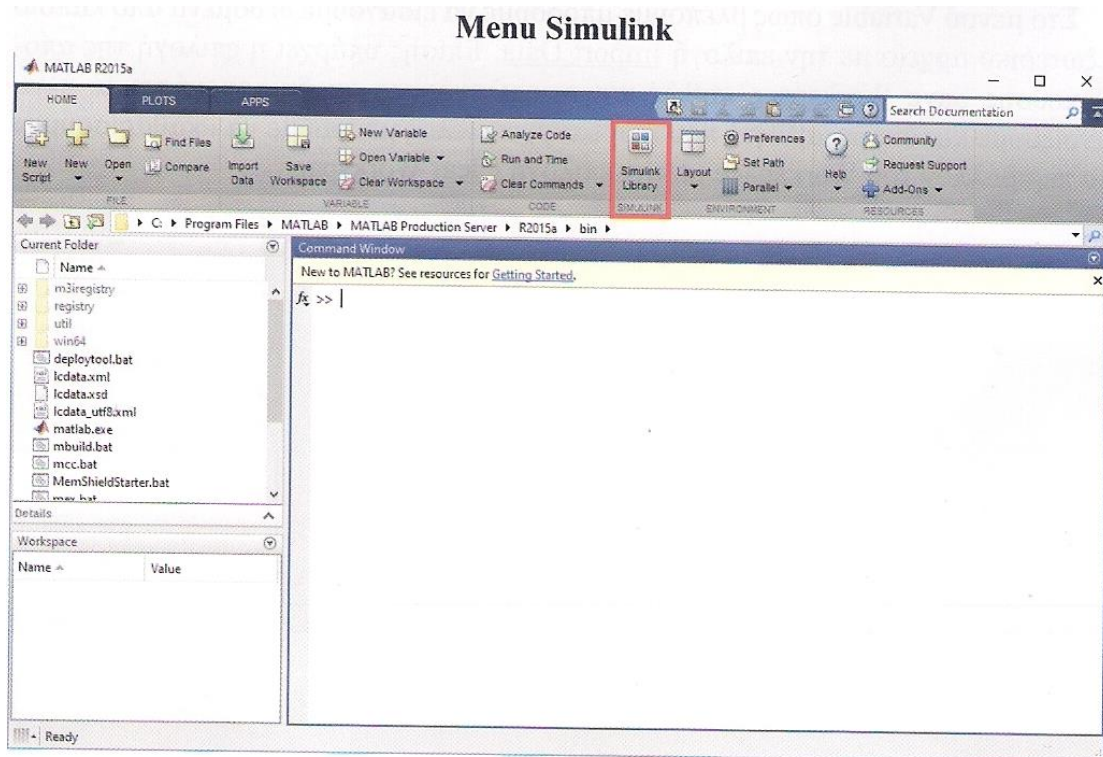 Menu Simulink
MATLAB R2015a
HOME PLOTS APPS
Search Documentation
New Script
New
Open
Find Files
Compare
Import Data
Save Workspace
New Variable
Open Variable
Clear Workspace
Analyze Code
Run and Time
Clear Commands
Simulink Library
Layout
Preferences
Set Path
Parallel
Help
Community
Request Support
Add-Ons
FILE VARIABLE CODE SIMULINK ENVIRONMENT RESOURCES
C: Program Files MATLAB MATLAB Production Server R2015a bin
Current Folder
Name
m3iregistry
registry
util
win64
deploytool.bat
lcdata.xml
lcdata.xsd
lcdata_utf8.xml
matlab.exe
mbuild.bat
mcc.bat
MemShieldStarter.bat
mex.bat
Details
Workspace
Name Value
Command Window
New to MATLAB? See resources for Getting Started.
fx >>
Ready